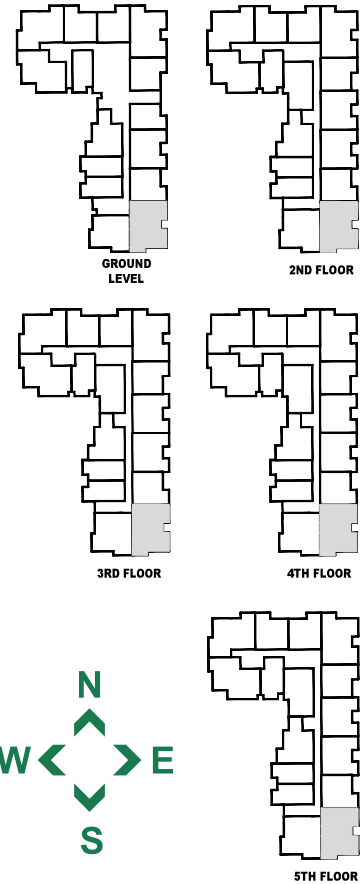 GROUND
LEVEL
2ND FLOOR
3RD FLOOR
4TH FLOOR
N
W E
S
5TH FLOOR